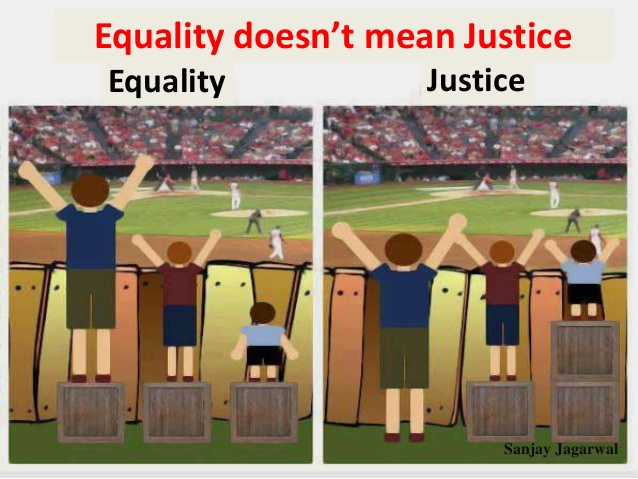 Equality doesn’t mean Justice
Equality
Justice
Sanjay Jagarwal